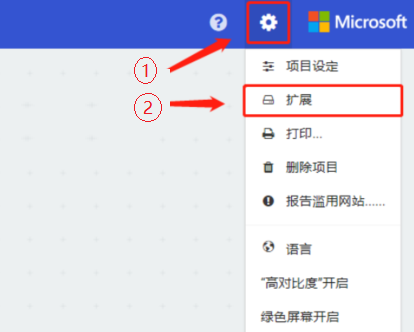 ? Microsoft
①
项目设定
② 扩展
打印...
删除项目
报告滥用网站......
语言
“高对比度”开启
绿色屏幕开启